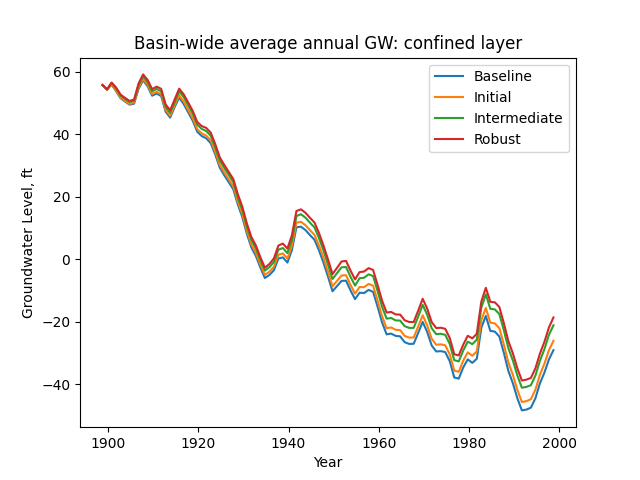 Basin-wide average annual GW: confined layer
Baseline
Initial
Intermediate
Robust
Groundwater Level, ft
60
40
20
0
−20
−40
1900 1920 1940 1960 1980 2000
Year